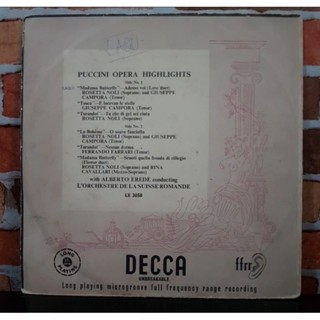 PUCCINI OPERA HIGHLIGHTS
Side No. 1
"Madama Butterfly"—Adesso voi (Love duet)
ROSETTA NOLI (Soprano) and GIUSEPPE
CAMPORA (Tenor)
"Tosca"—E lucevan le stelle
GIUSEPPE CAMPORA (Tenor)
"Turandot"—Tu che di gel sei cinta
ROSETTA NOLI (Soprano)
Side No. 2
"La Boheme"—O soave fanciulla
ROSETTA NOLI (Soprano) and GIUSEPPE
CAMPORA (Tenor)
"Turandot"—Nessun dorma
FERNANDO FARRARI (Tenor)
"Madama Butterfly"—Scuoti quella fronda di ciliegio
(Flower duet)
ROSETTA NOLI (Soprano) and RINA
CAVALLARI (Mezzo-Soprano)
with ALBERTO EREDE conducting
L'ORCHESTRE DE LA SUISSE ROMANDE
LONG
PLAYING
DECCA
UNBREAKABLE
ffrr
Long playing microgroove full frequency range recording